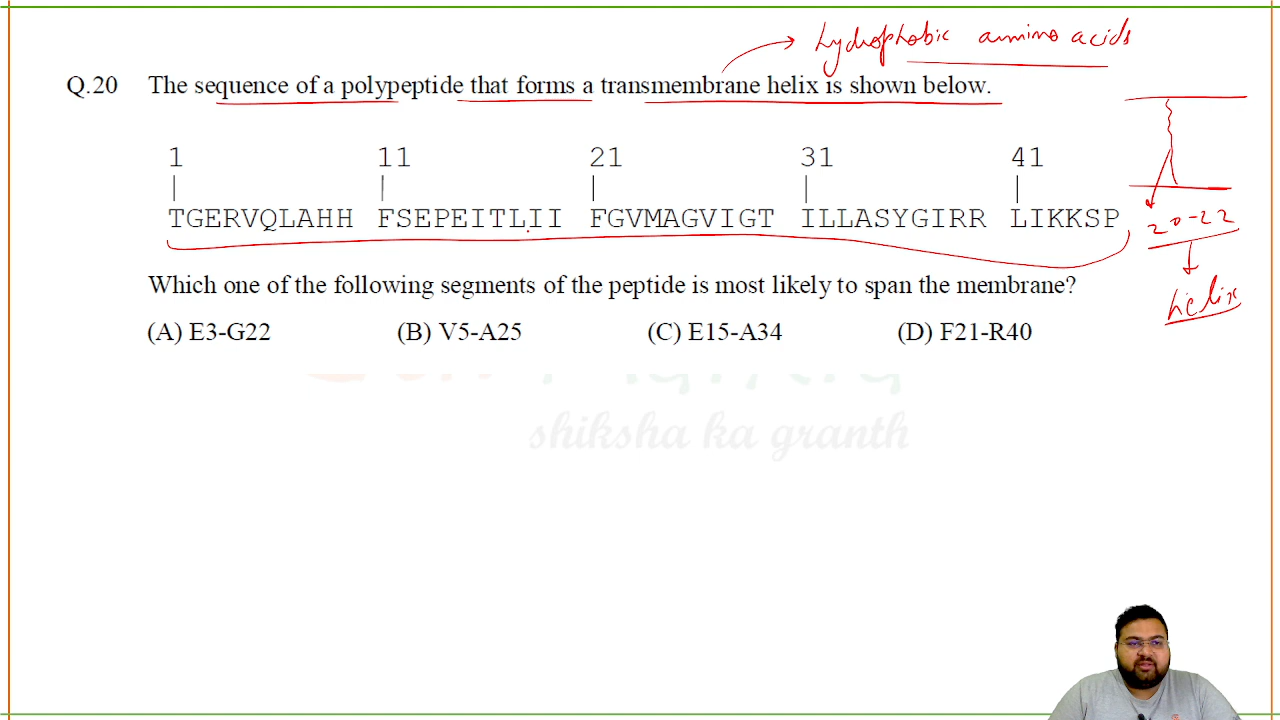 hydrophobic amino acids
Q.20 The sequence of a polypeptide that forms a transmembrane helix is shown below.
1 11 21 31 41
TGERVQLAHH FSEPEITLII FGVMAGVIGT ILLASYGIRR LIKKSP
20-22
Which one of the following segments of the peptide is most likely to span the membrane?
helix
(A) E3-G22 (B) V5-A25 (C) E15-A34 (D) F21-R40
shiksha ka granth